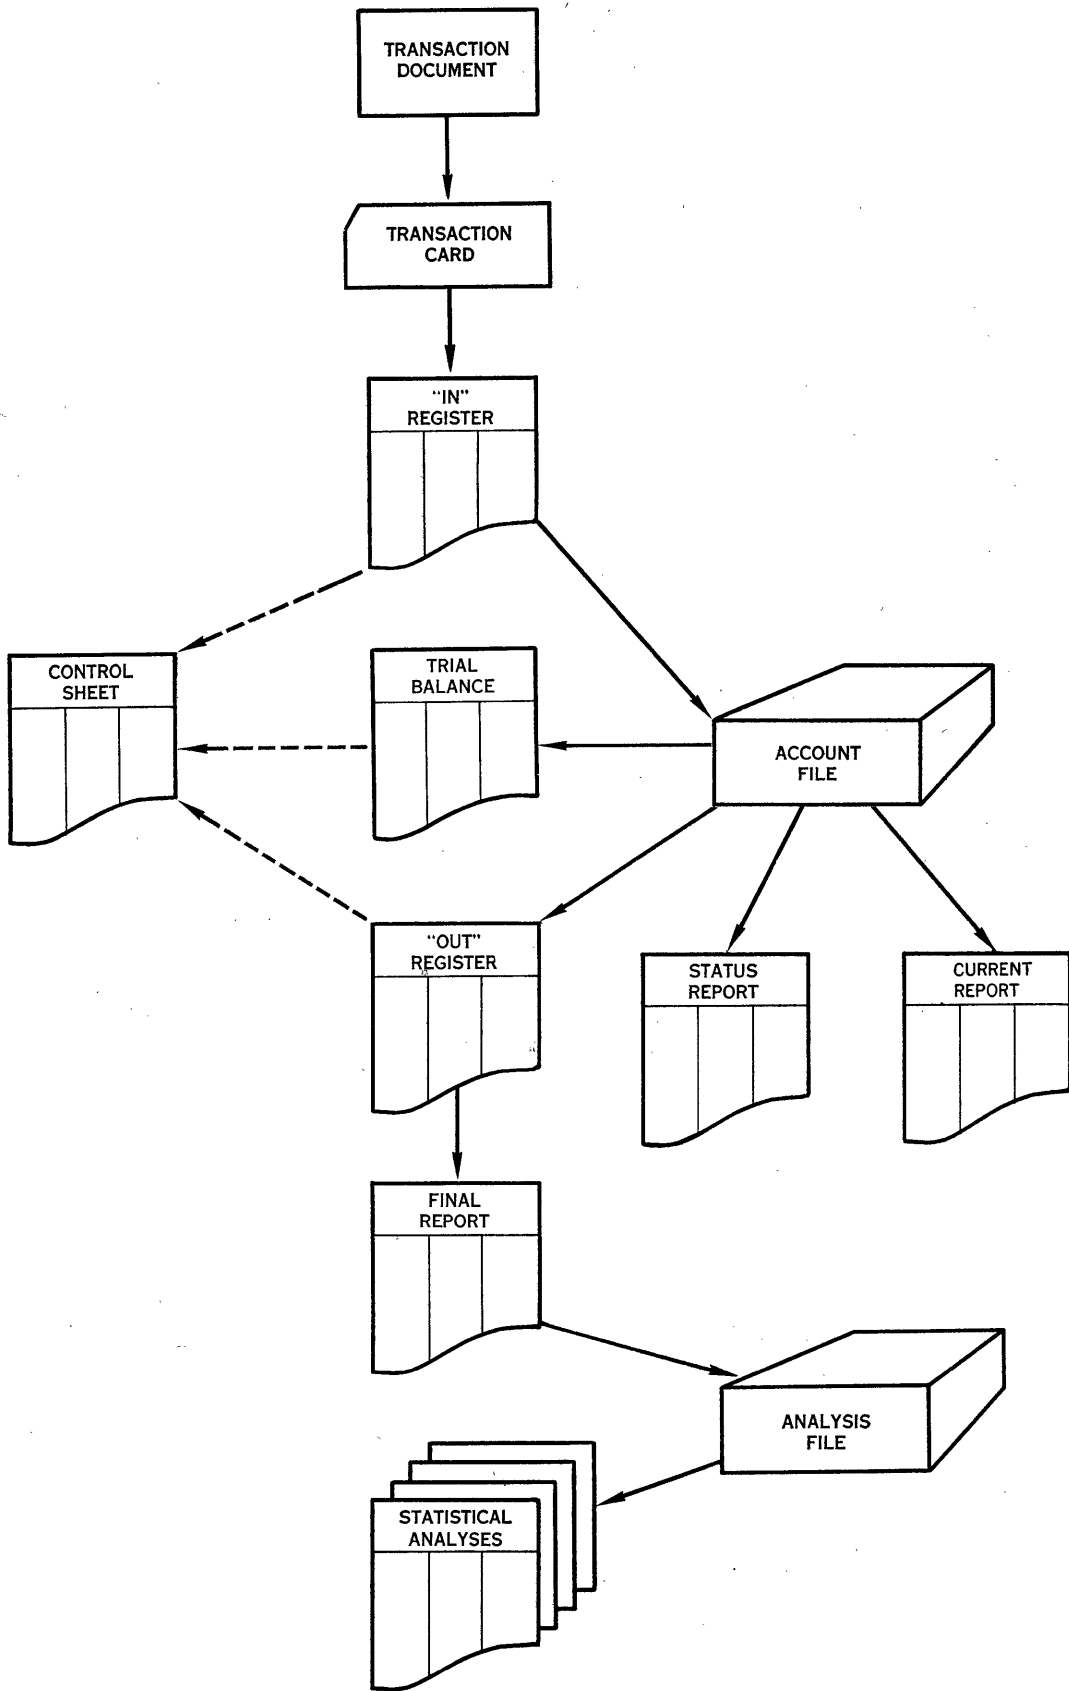 TRANSACTION
DOCUMENT
TRANSACTION
CARD
"IN"
REGISTER
CONTROL
SHEET
TRIAL
BALANCE
ACCOUNT
FILE
"OUT"
REGISTER
STATUS
REPORT
CURRENT
REPORT
FINAL
REPORT
ANALYSIS
FILE
STATISTICAL
ANALYSES